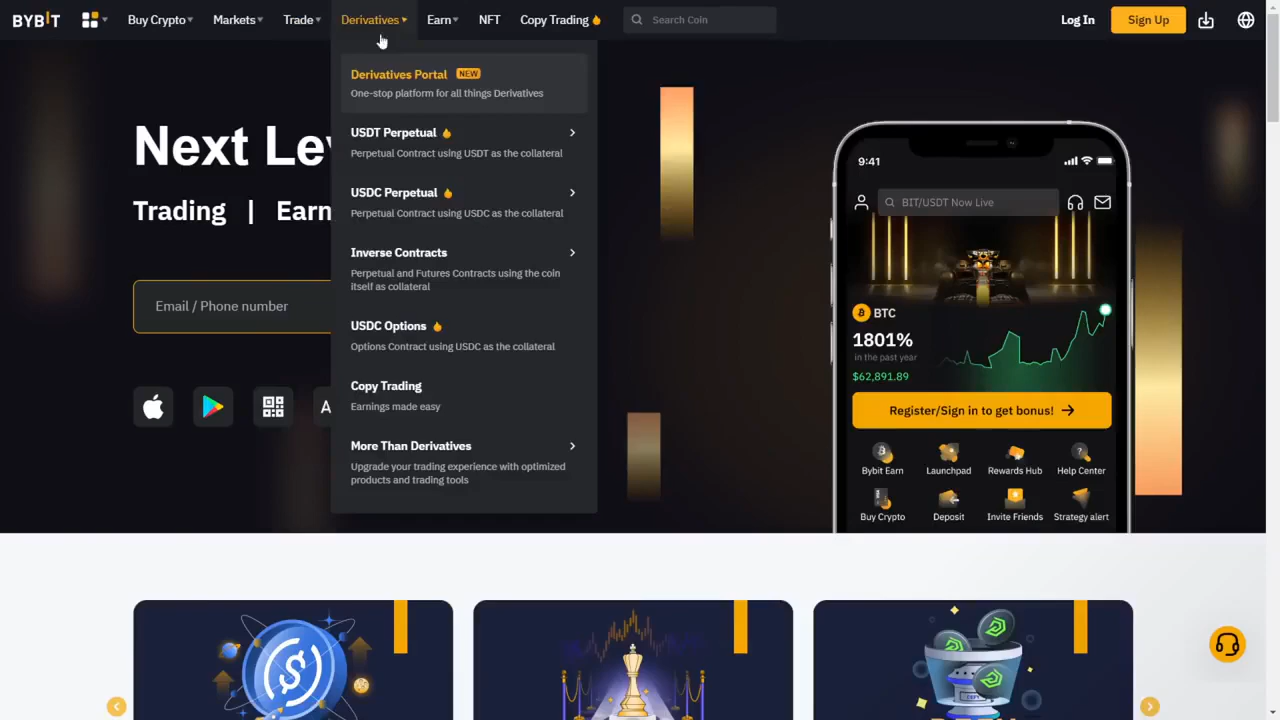 BYBIT
Buy Crypto
Markets
Trade
Derivatives
Earn
NFT
Copy Trading
Search Coin
Log In
Sign Up
Derivatives Portal NEW
One-stop platform for all things Derivatives
USDT Perpetual
Perpetual Contract using USDT as the collateral
USDC Perpetual
Perpetual Contract using USDC as the collateral
Inverse Contracts
Perpetual and Futures Contracts using the coin
itself as collateral
USDC Options
Options Contract using USDC as the collateral
Copy Trading
Earnings made easy
More Than Derivatives
Upgrade your trading experience with optimized
products and trading tools
Next Lev
Trading | Earn
Email / Phone number
A
9:41
BIT/USDT Now Live
BTC
1801%
in the past year
$62,891.89
Register/Sign in to get bonus!
Bybit Earn
Launchpad
Rewards Hub
Help Center
Buy Crypto
Deposit
Invite Friends
Strategy alert